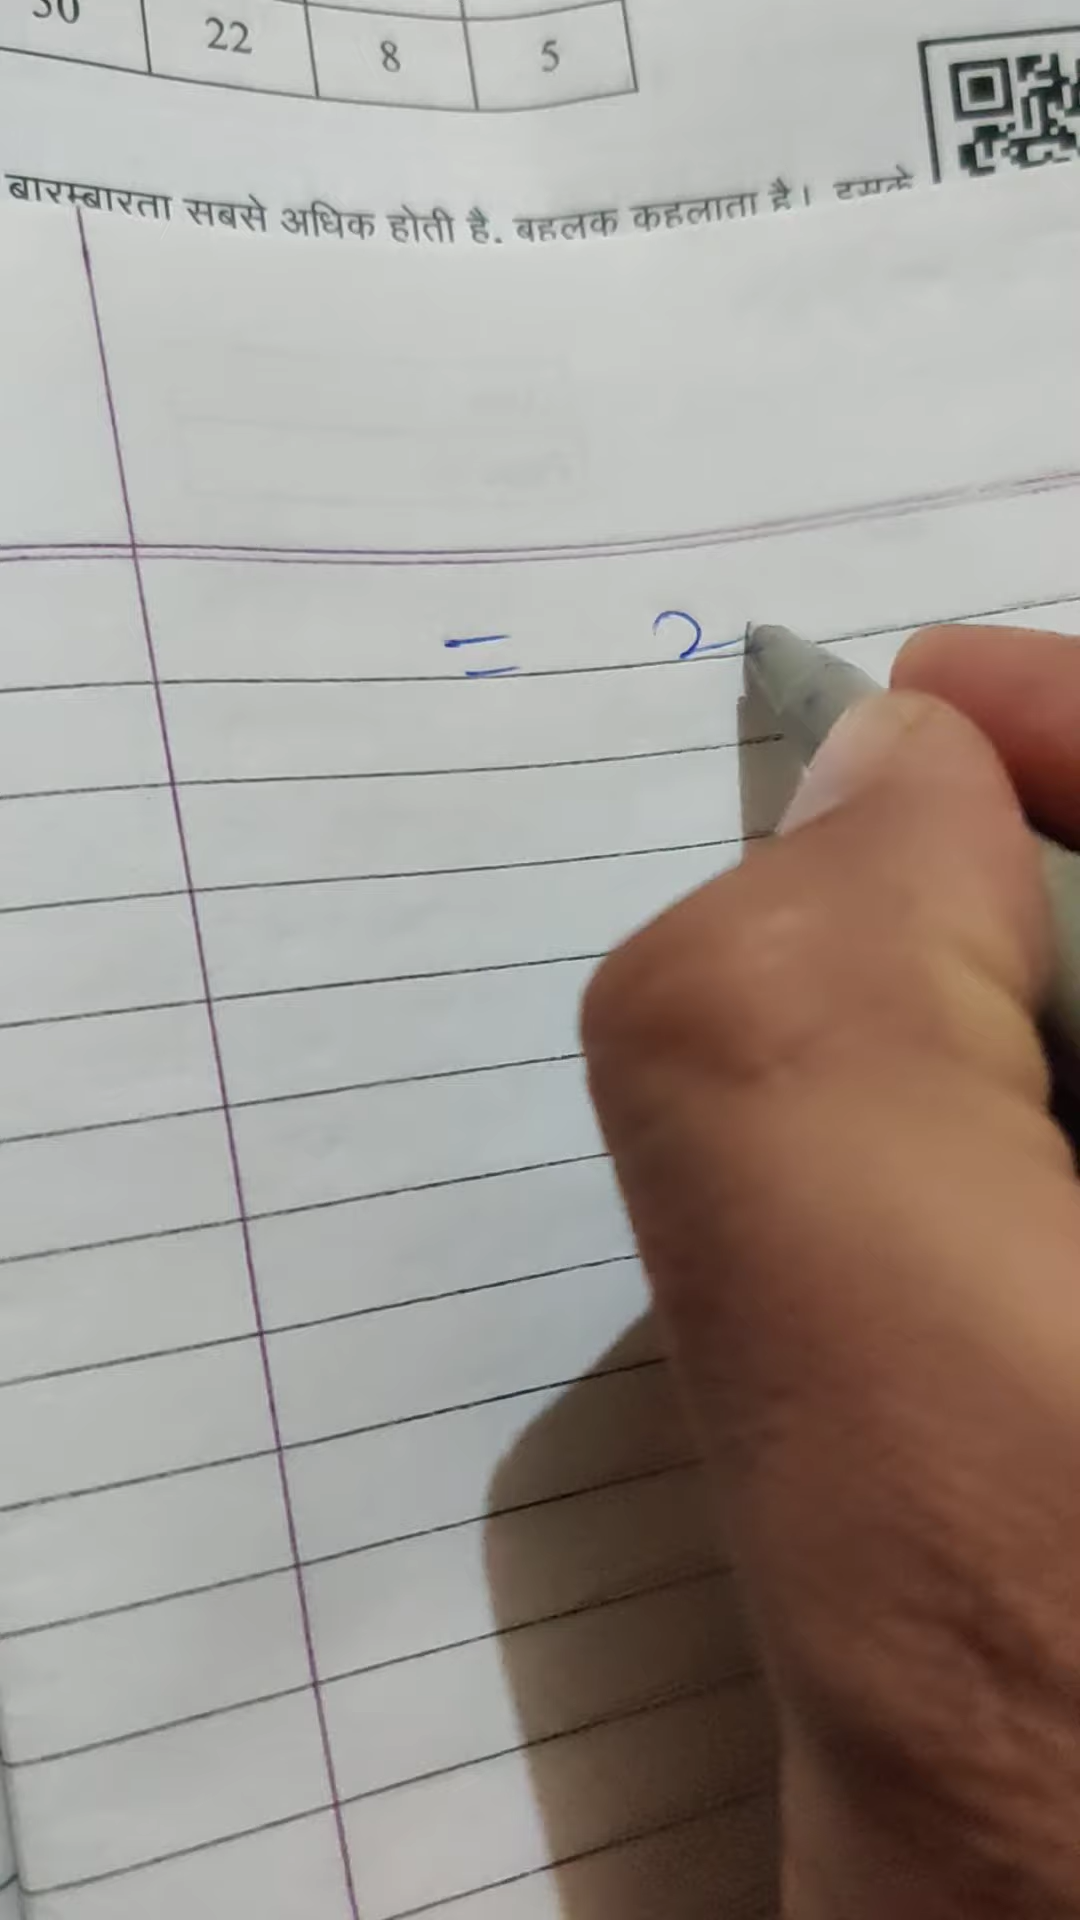 22 8 5
बारम्बारता सबसे अधिक होती है. बहुलक कहलाता है।
= 2